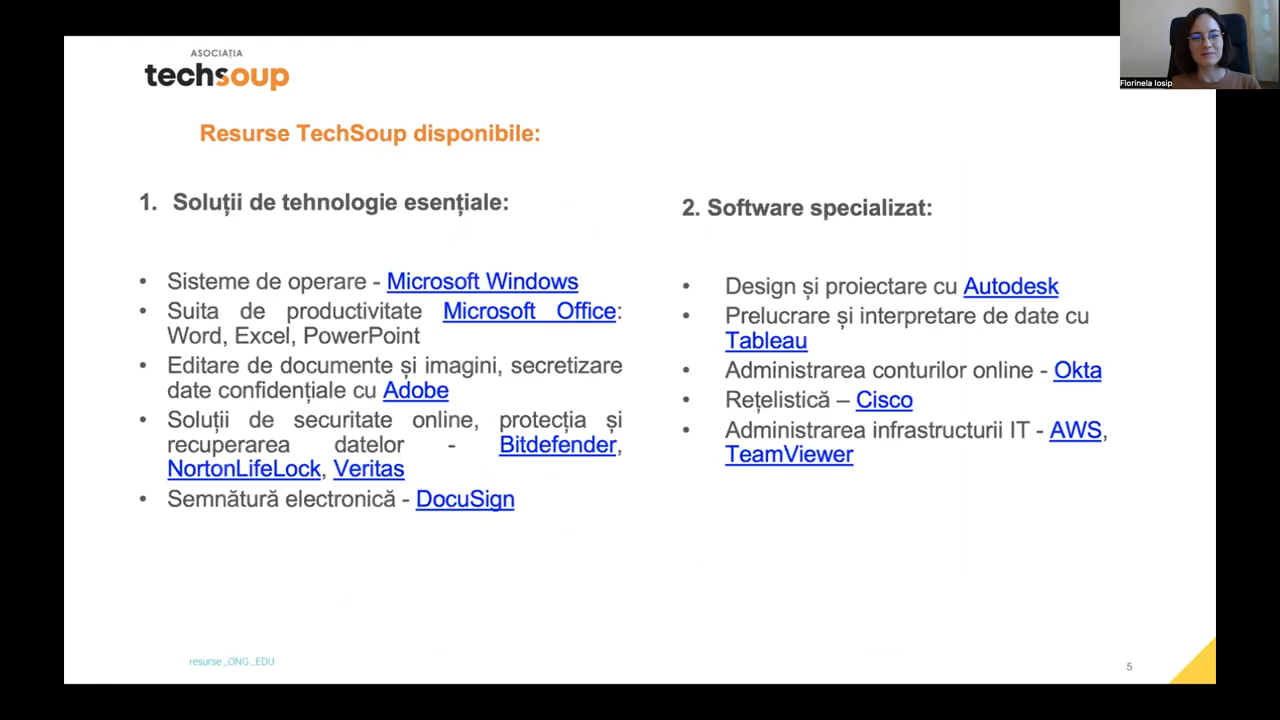 ASOCIAȚIA
techsoup
Florinela Iosip
Resurse TechSoup disponibile:
1. Soluții de tehnologie esențiale:
• Sisteme de operare - Microsoft Windows
• Suita de productivitate Microsoft Office:
Word, Excel, PowerPoint
• Editare de documente și imagini, secretizare
date confidențiale cu Adobe
• Soluții de securitate online, protecția și
recuperarea datelor - Bitdefender,
NortonLifeLock, Veritas
• Semnătură electronică - DocuSign
2. Software specializat:
• Design și proiectare cu Autodesk
• Prelucrare și interpretare de date cu
Tableau
• Administrarea conturilor online - Okta
• Rețelistică – Cisco
• Administrarea infrastructurii IT - AWS,
TeamViewer
resurse _ONG _EDU
5